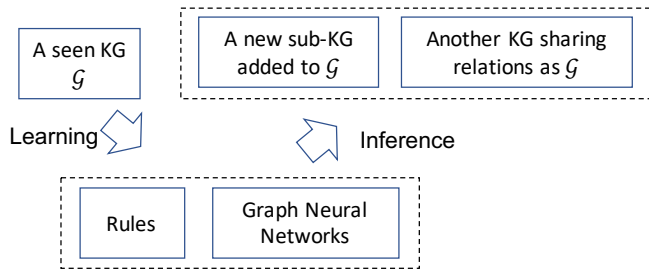 A seen KG
𝒢
A new sub-KG
added to 𝒢
Another KG sharing
relations as 𝒢
Learning
Inference
Rules
Graph Neural
Networks